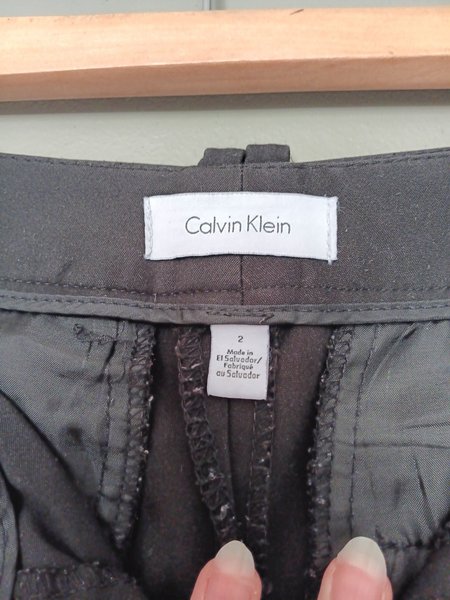 Calvin Klein
2
Made in
El Salvador/
Fabriqué
au Salvador